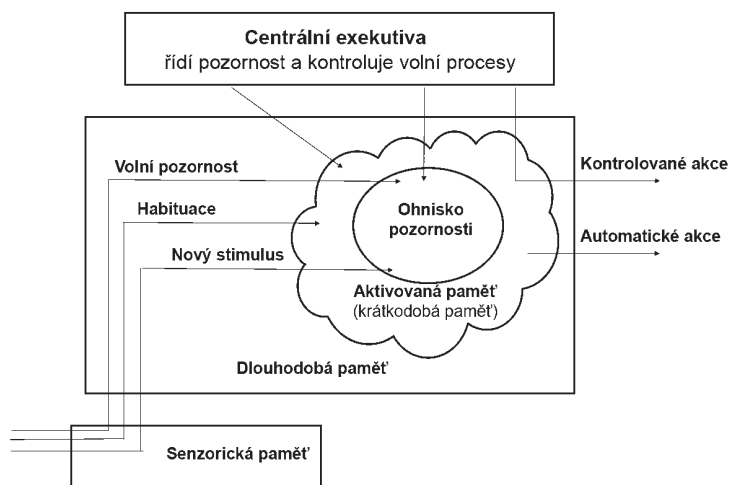 Centrální exekutiva
řídí pozornost a kontroluje volní procesy
Volní pozornost
Kontrolované akce
Habituace
Ohnisko
pozornosti
Automatické akce
Nový stimulus
Aktivovaná paměť
(krátkodobá paměť)
Dlouhodobá paměť
Senzorická paměť